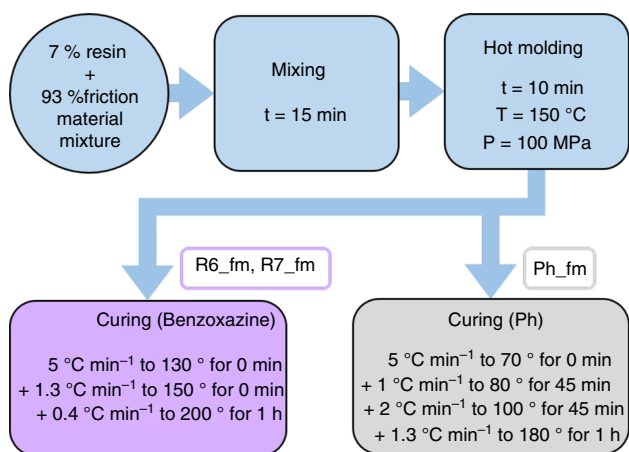 7 % resin
+
93 %friction
material
mixture
Mixing
t = 15 min
Hot molding
t = 10 min
T = 150 °C
P = 100 MPa
R6_fm, R7_fm
Ph_fm
Curing (Benzoxazine)
5 °C min⁻¹ to 130 ° for 0 min
+ 1.3 °C min⁻¹ to 150 ° for 0 min
+ 0.4 °C min⁻¹ to 200 ° for 1 h
Curing (Ph)
5 °C min⁻¹ to 70 ° for 0 min
+ 1 °C min⁻¹ to 80 ° for 45 min
+ 2 °C min⁻¹ to 100 ° for 45 min
+ 1.3 °C min⁻¹ to 180 ° for 1 h